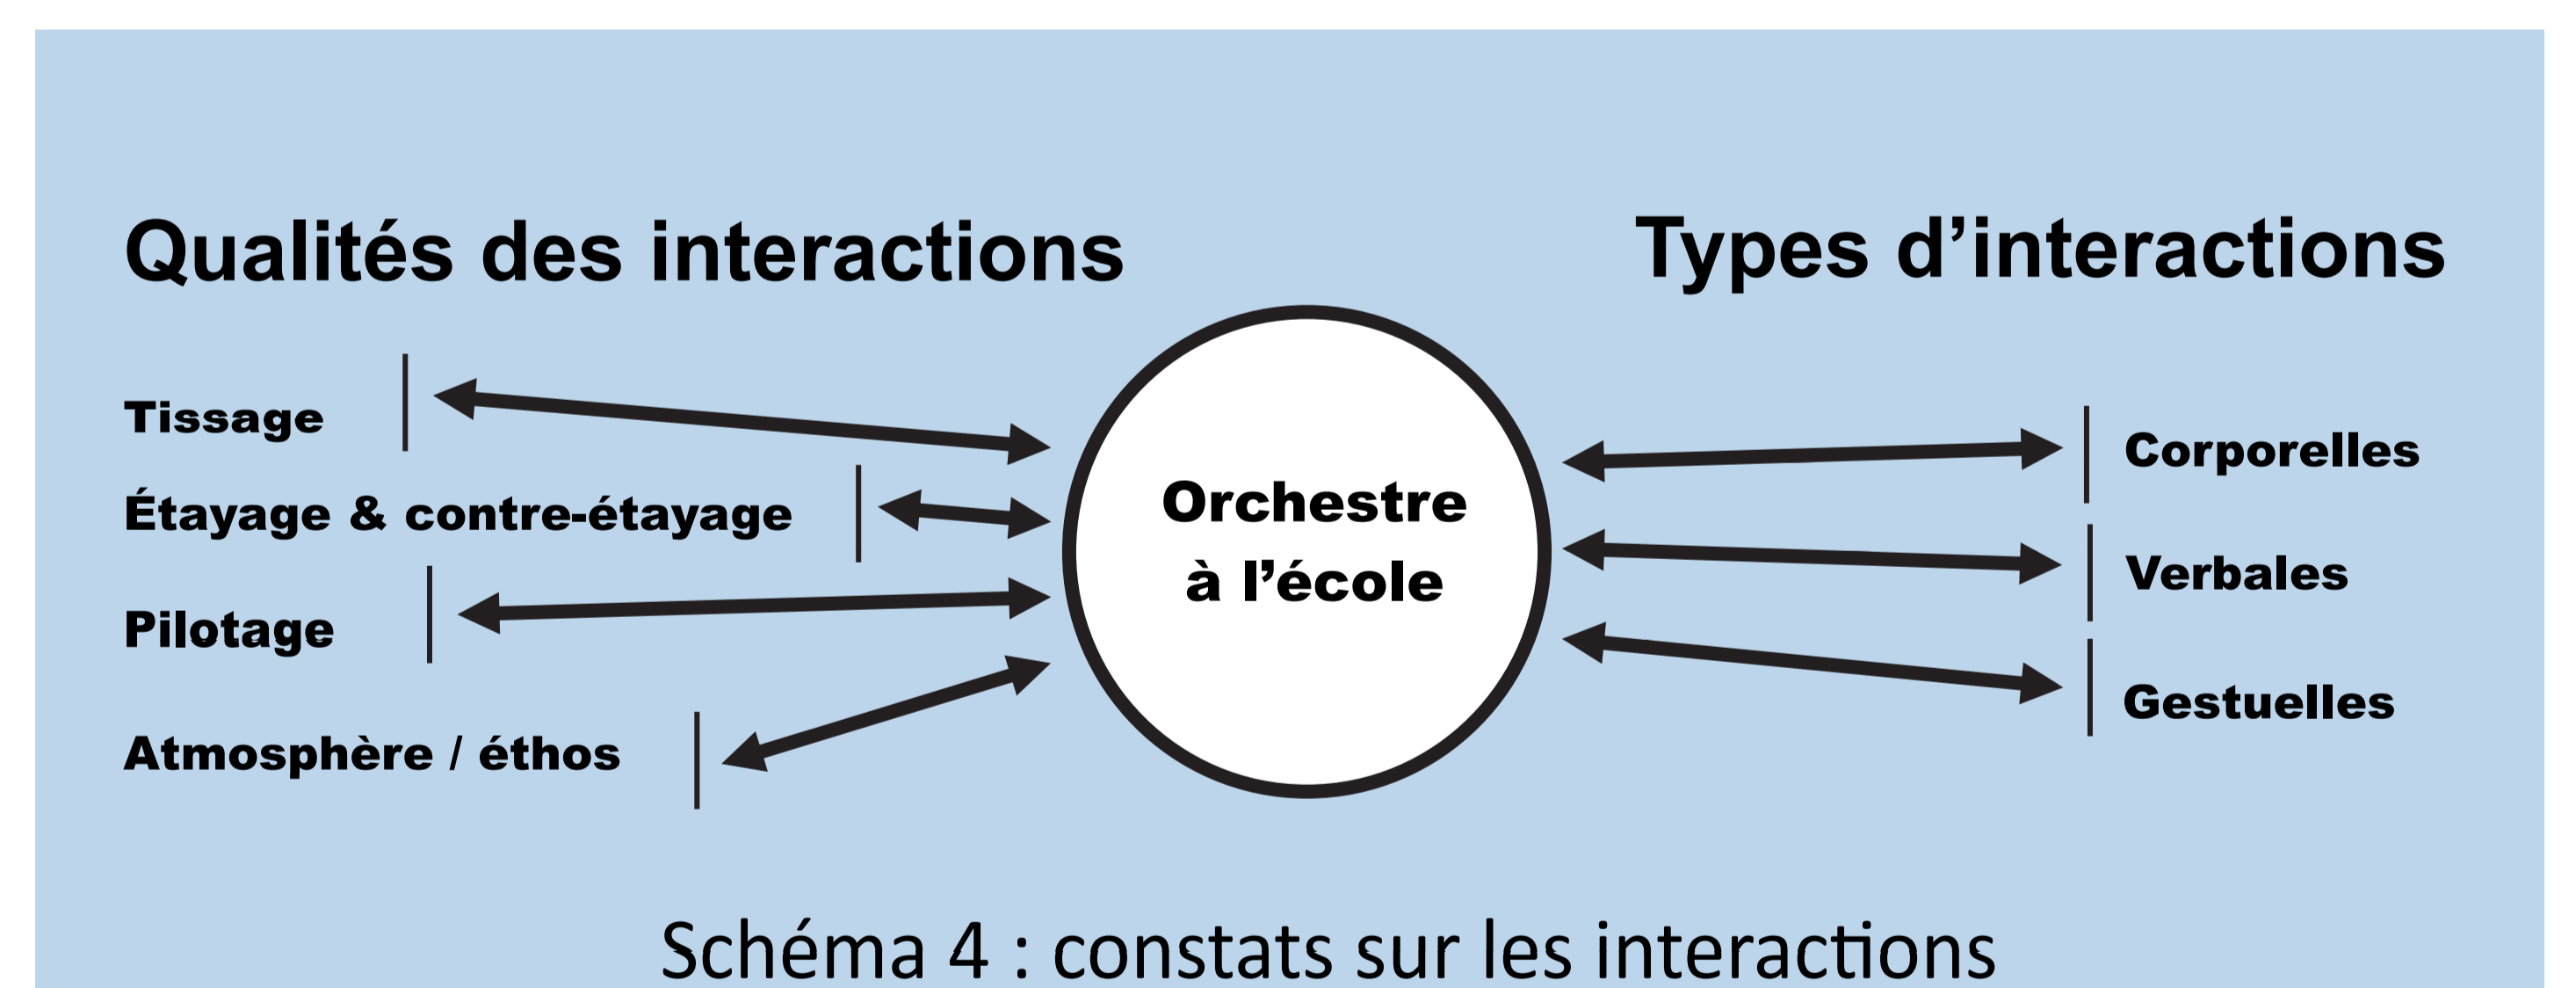 Qualités des interactions
Types d’interactions
Tissage
Étayage & contre-étayage
Pilotage
Atmosphère / éthos
Orchestre
à l’école
Corporelles
Verbales
Gestuelles
Schéma 4 : constats sur les interactions